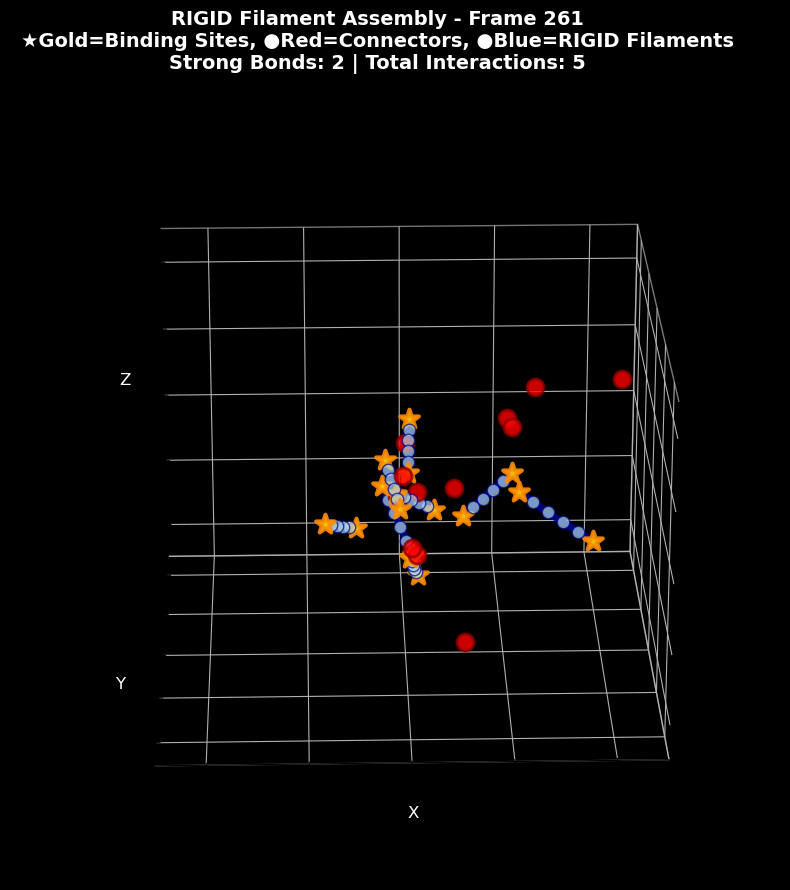 RIGID Filament Assembly - Frame 261
★Gold=Binding Sites, ●Red=Connectors, ●Blue=RIGID Filaments
Strong Bonds: 2 | Total Interactions: 5
Z
Y
X